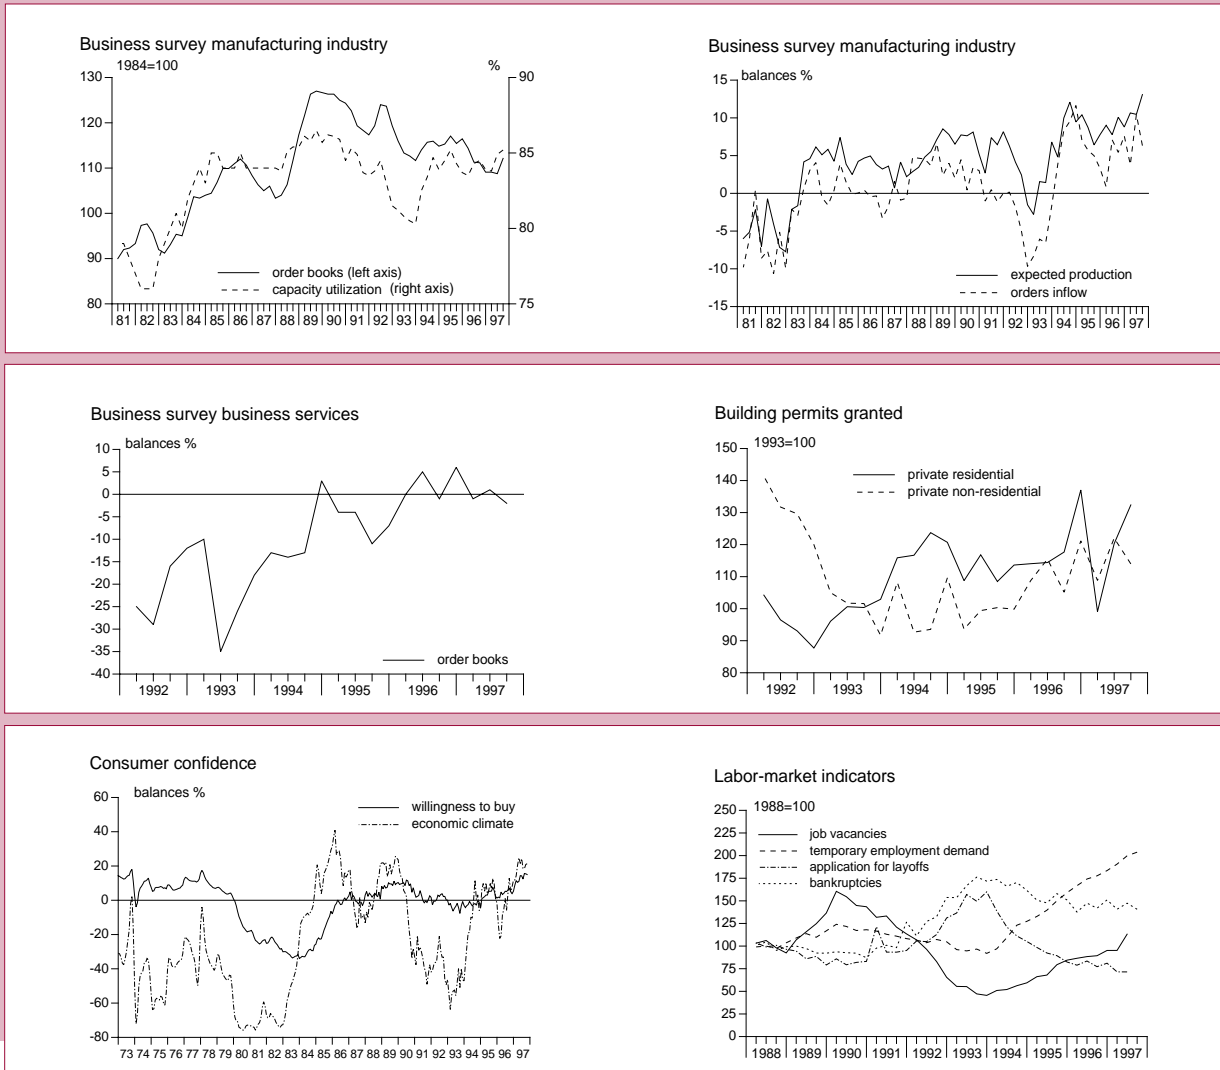 Business survey manufacturing industry
1984=100
%
130
120
110
100
90
80
90
85
80
75
order books (left axis)
capacity utilization (right axis)
81 82 83 84 85 86 87 88 89 90 91 92 93 94 95 96 97
Business survey manufacturing industry
balances %
15
10
5
0
-5
-10
-15
expected production
orders inflow
81 82 83 84 85 86 87 88 89 90 91 92 93 94 95 96 97
Business survey business services
balances %
10
5
0
-5
-10
-15
-20
-25
-30
-35
-40
order books
1992 1993 1994 1995 1996 1997
Building permits granted
1993=100
150
140
130
120
110
100
90
80
private residential
private non-residential
1992 1993 1994 1995 1996 1997
Consumer confidence
balances %
60
40
20
0
-20
-40
-60
-80
willingness to buy
economic climate
73 74 75 76 77 78 79 80 81 82 83 84 85 86 87 88 89 90 91 92 93 94 95 96 97
Labor-market indicators
1988=100
250
225
200
175
150
125
100
75
50
25
0
job vacancies
temporary employment demand
application for layoffs
bankruptcies
1988 1989 1990 1991 1992 1993 1994 1995 1996 1997